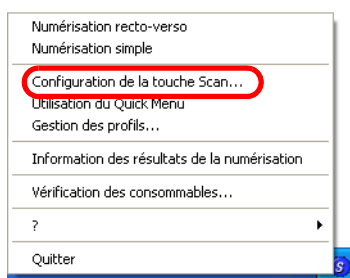 Numérisation recto-verso
Numérisation simple
Configuration de la touche Scan...
Utilisation du Quick Menu
Gestion des profils...
Information des résultats de la numérisation
Vérification des consommables...
?
Quitter
S